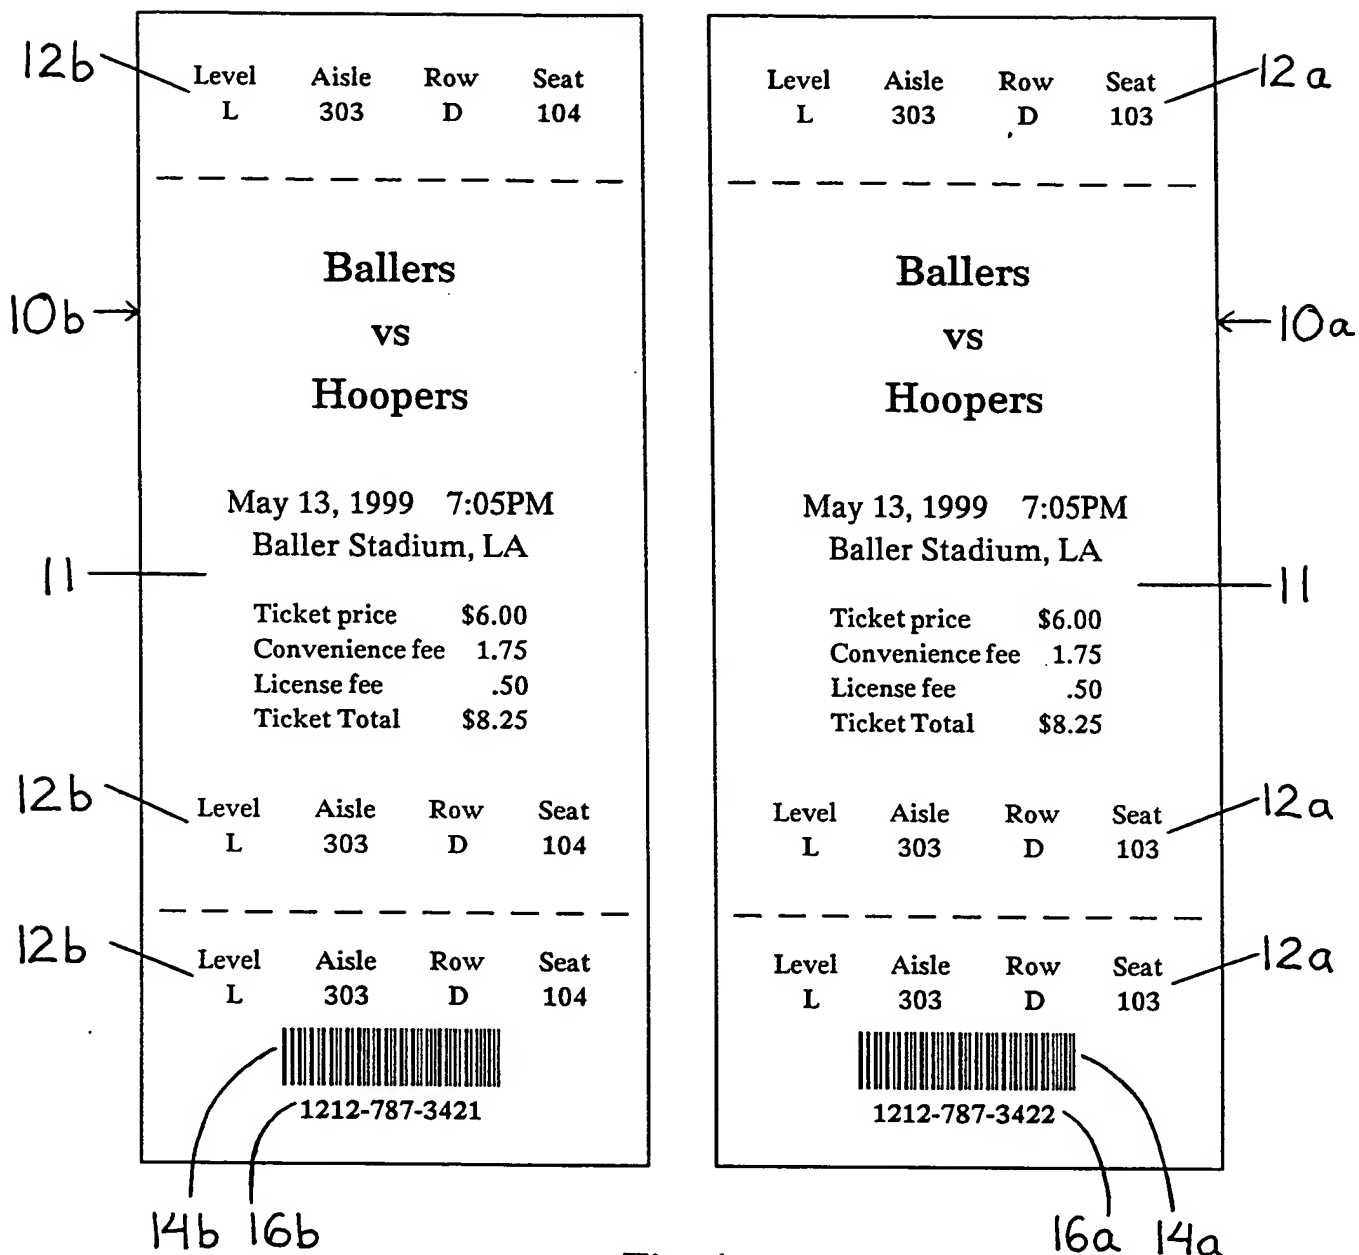 12b
Level Aisle Row Seat
L 303 D 104
Ballers
vs
Hoopers
10b
May 13, 1999 7:05PM
Baller Stadium, LA
11
Ticket price $6.00
Convenience fee 1.75
License fee .50
Ticket Total $8.25
12b
Level Aisle Row Seat
L 303 D 104
12b
Level Aisle Row Seat
L 303 D 104
1212-787-3421
14b 16b
Level Aisle Row Seat
L 303 D 103
12a
Ballers
vs
Hoopers
10a
May 13, 1999 7:05PM
Baller Stadium, LA
11
Ticket price $6.00
Convenience fee 1.75
License fee .50
Ticket Total $8.25
Level Aisle Row Seat
L 303 D 103
12a
Level Aisle Row Seat
L 303 D 103
12a
1212-787-3422
16a 14a